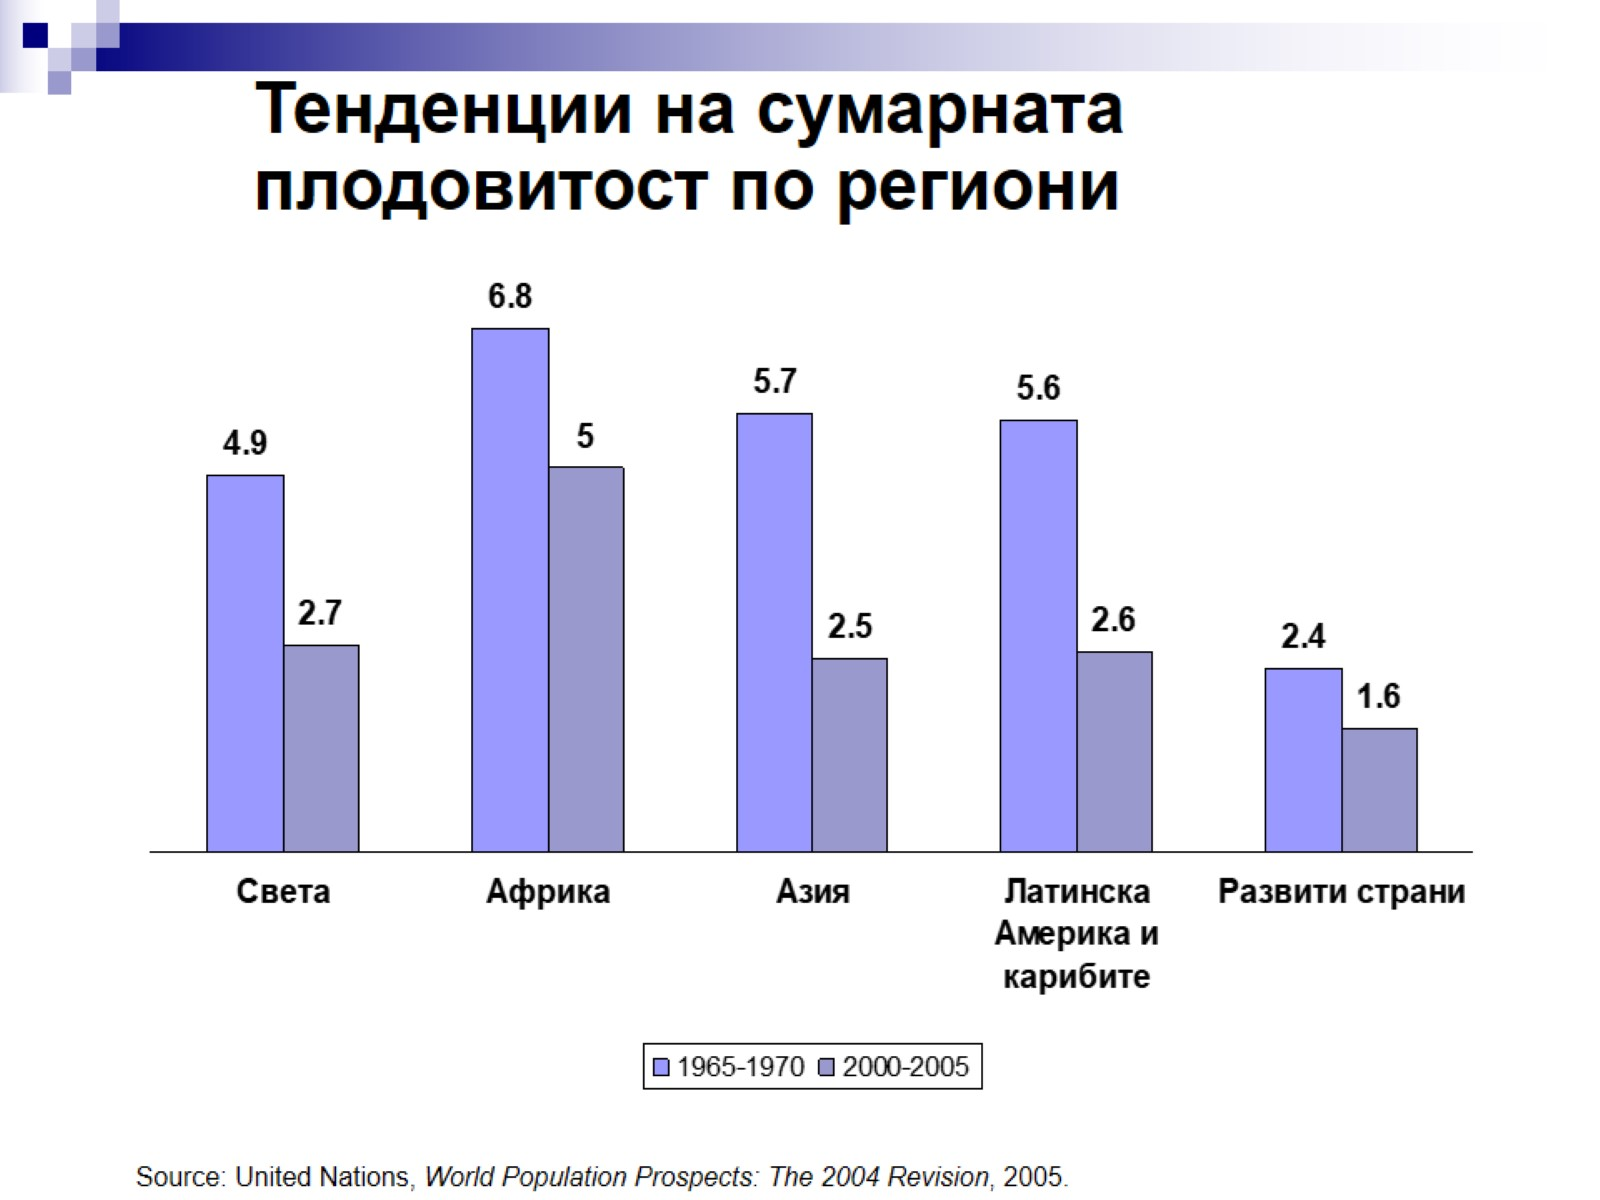 Тенденции на сумарната
плодовитост по региони
6.8
5.7
5.6
4.9
5
2.7
2.5
2.6
2.4
1.6
Света
Африка
Азия
Латинска
Америка и
карибите
Развити страни
1965-1970 2000-2005
Source: United Nations, World Population Prospects: The 2004 Revision, 2005.